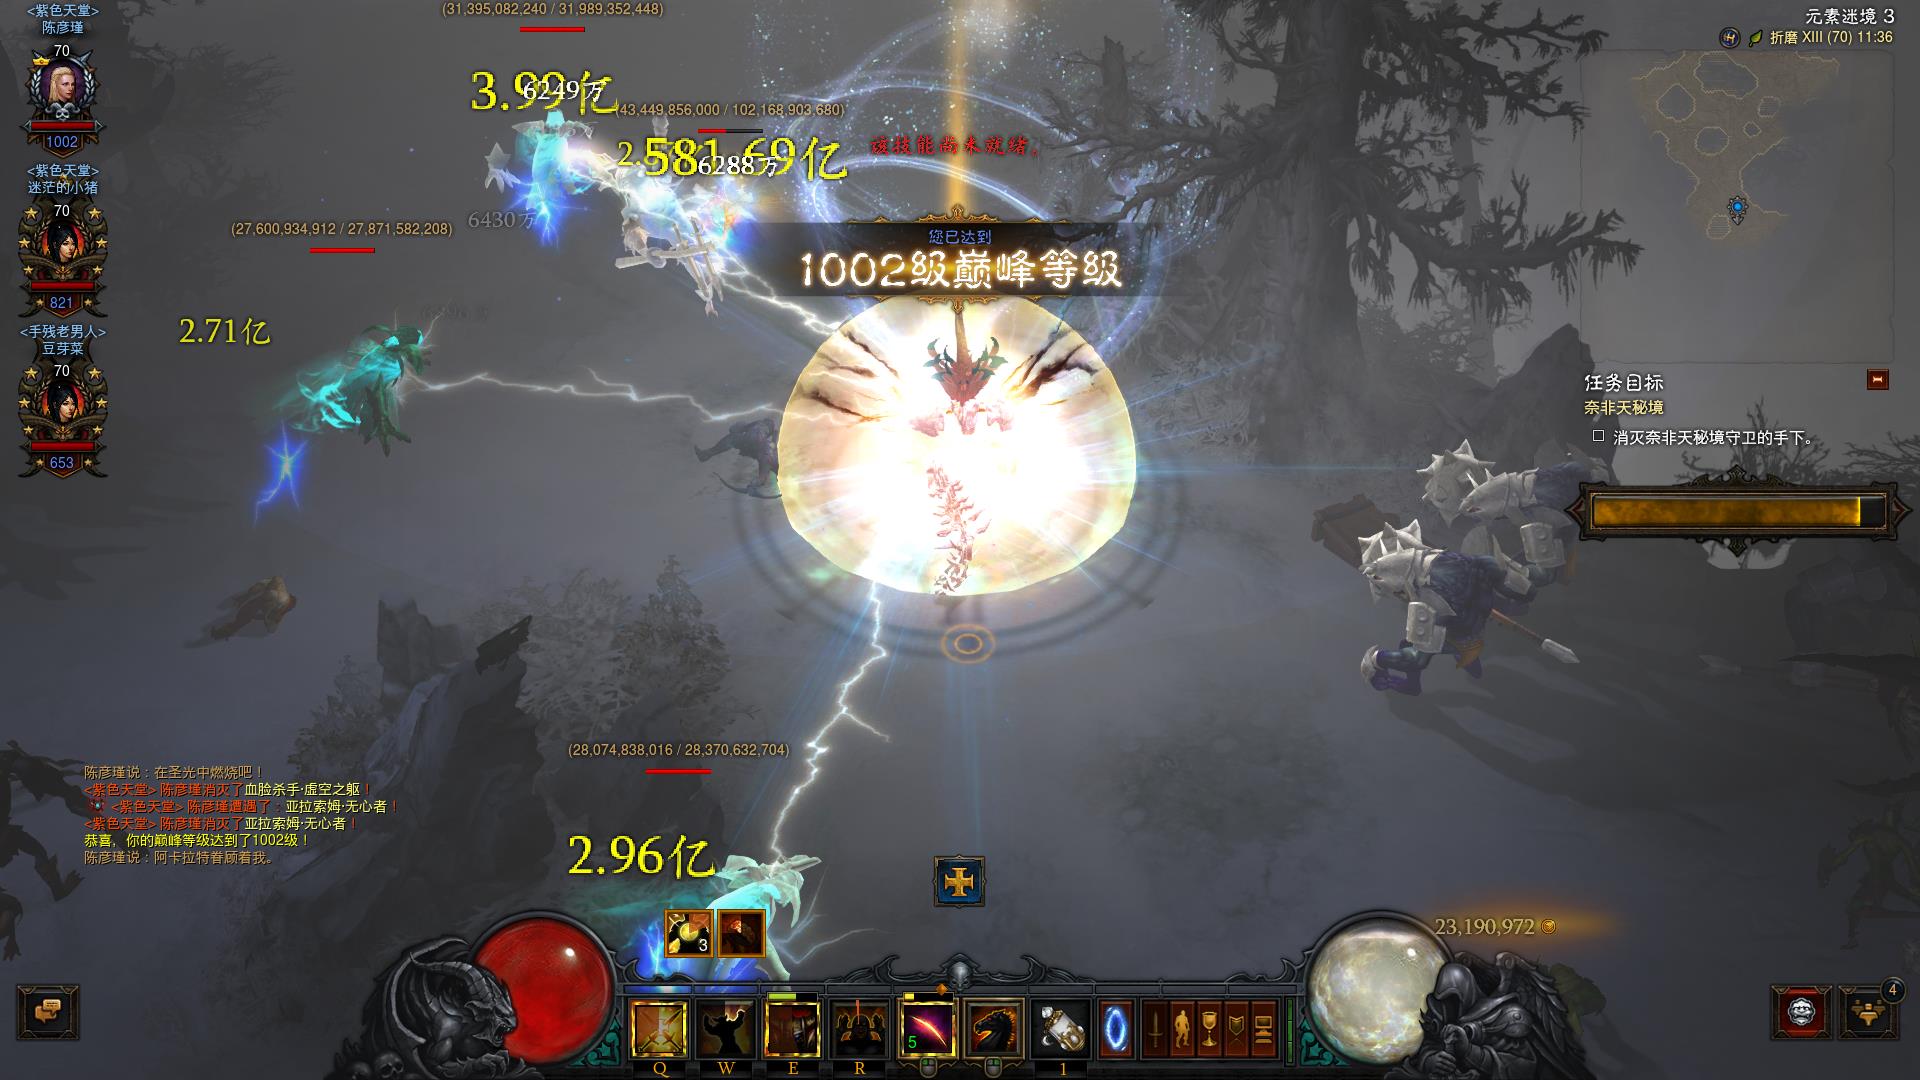 <紫色天堂>
陈彦瑾
70
1002
<紫色天堂>
迷茫的小猪
70
821
<手残老男人>
豆芽菜
70
653
(31,395,082,240 / 31,989,352,448)
3.99亿
6249万
(43,449,856,000 / 102,168,903,680)
6288万
该技能尚未就绪。
(27,600,934,912 / 27,871,582,208)
6430万
2.71亿
您已达到
1002级巅峰等级
元素迷境 3
折磨 XIII (70) 11:36
任务目标
奈非天秘境
消灭奈非天秘境守卫的手下。
(28,074,838,016 / 28,370,632,704)
2.96亿
陈彦瑾说：在圣光中燃烧吧！
<紫色天堂> 陈彦瑾消灭了血脸杀手·虚空之躯！
<紫色天堂> 陈彦瑾遭遇了：亚拉索姆·无心者！
<紫色天堂> 陈彦瑾消灭了亚拉索姆·无心者！
恭喜，你的巅峰等级达到了1002级！
陈彦瑾说：阿卡拉特眷顾着我。
23,190,972
3
5
4
Q
W
E
R
1